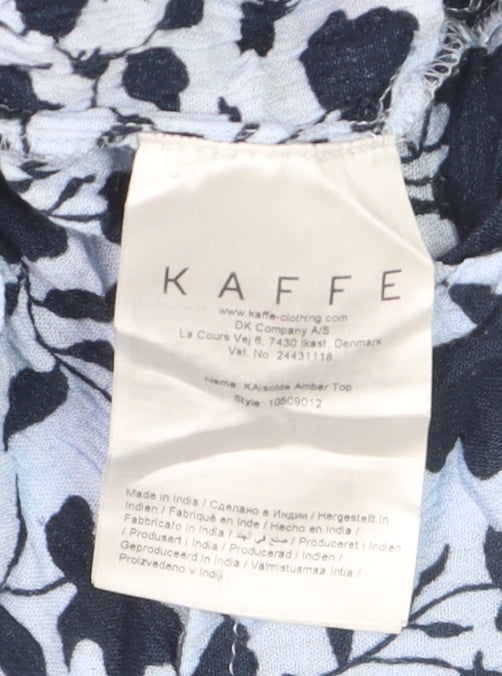 KAFFE
www.kaffe-clothing.com
DK Company A/S
La Cours Vej 6, 7430 Ikast, Denmark
Vat. No. 24431118
Name: KAisolde Amber Top
Style: 10509012
Made in India / Сделано в Индии / Hergestellt in
Indien / Fabriqué en Inde / Hecho en India /
Fabbricato in India / صنع في الهند / Produceret i Indien
/ Produsert i India / Producerad i Indien /
Geproduceerd in India / Valmistusmaa Intia /
Proizvedeno v Indiji